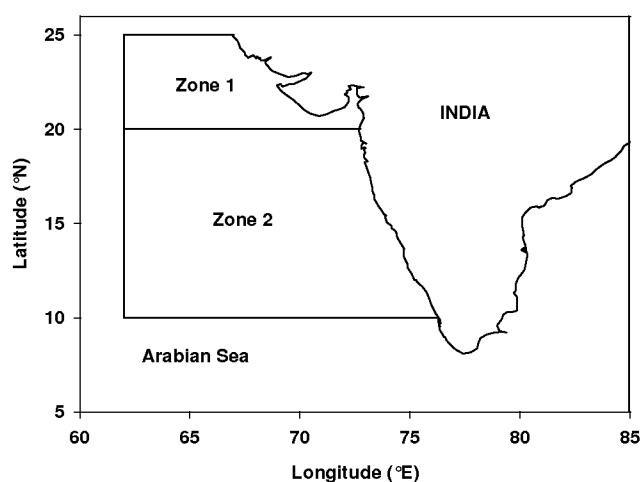 25
20
15
10
5
Latitude (°N)
Zone 1
INDIA
Zone 2
Arabian Sea
60 65 70 75 80 85
Longitude (°E)